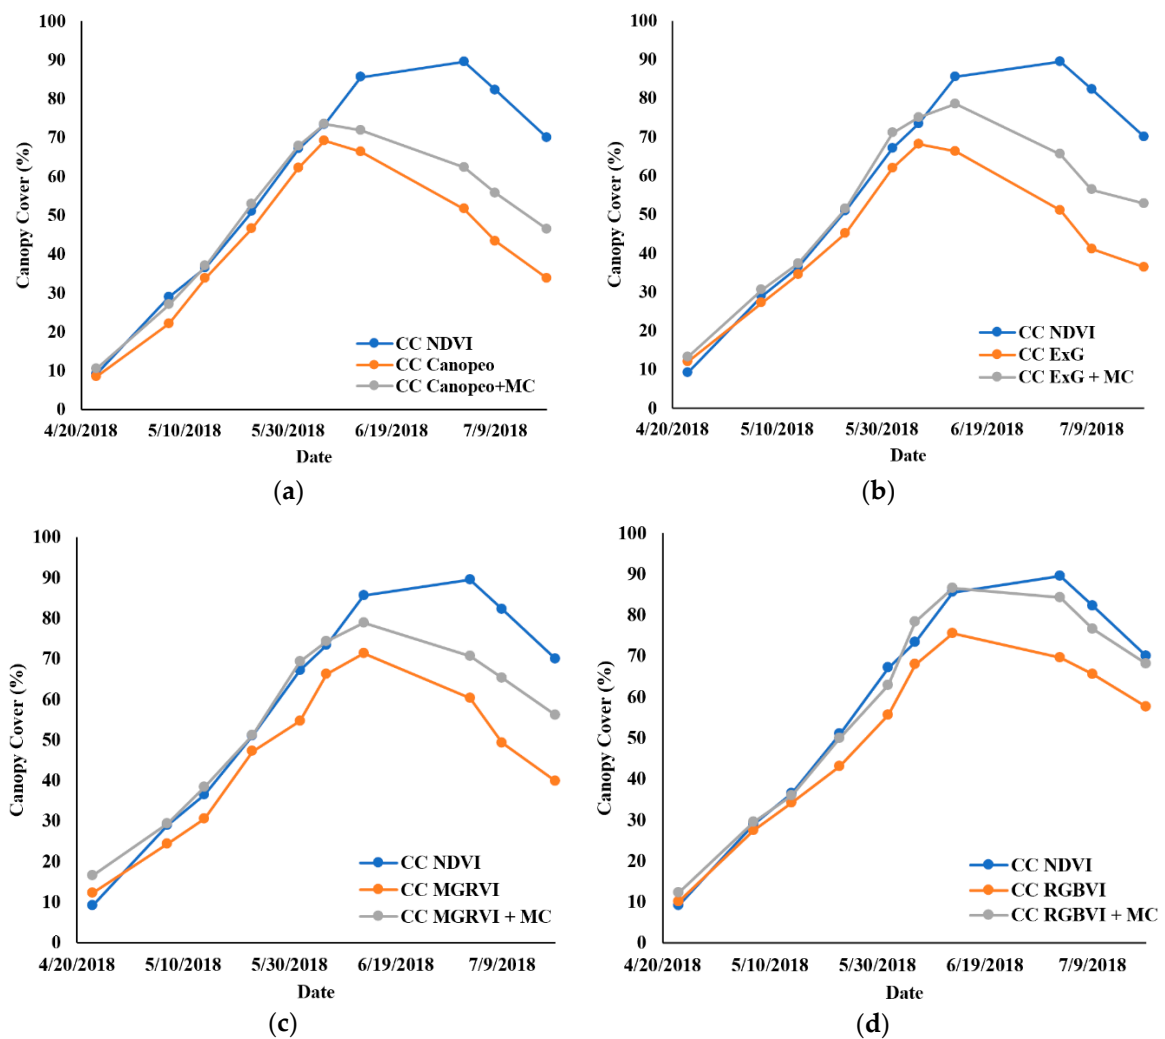 100
90
80
70
60
50
40
30
20
10
0
Canopy Cover (%)
CC NDVI
CC Canopeo
CC Canopeo+MC
4/20/2018 5/10/2018 5/30/2018 6/19/2018 7/9/2018
Date
(a)
100
90
80
70
60
50
40
30
20
10
0
Canopy Cover (%)
CC NDVI
CC ExG
CC ExG + MC
4/20/2018 5/10/2018 5/30/2018 6/19/2018 7/9/2018
Date
(b)
100
90
80
70
60
50
40
30
20
10
0
Canopy Cover (%)
CC NDVI
CC MGRVI
CC MGRVI + MC
4/20/2018 5/10/2018 5/30/2018 6/19/2018 7/9/2018
Date
(c)
100
90
80
70
60
50
40
30
20
10
0
Canopy Cover (%)
CC NDVI
CC RGBVI
CC RGBVI + MC
4/20/2018 5/10/2018 5/30/2018 6/19/2018 7/9/2018
Date
(d)